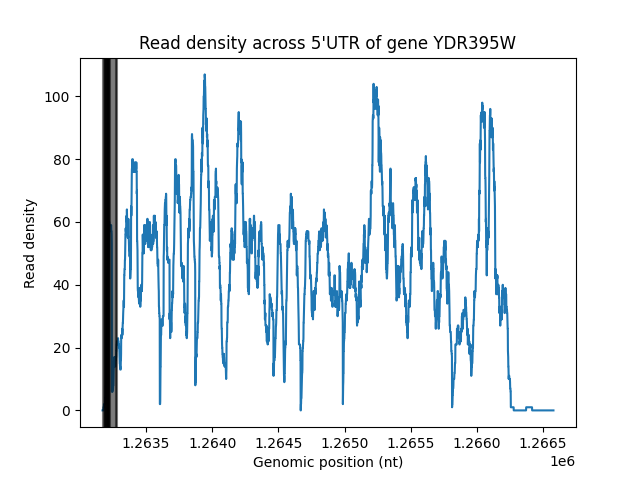 Read density across 5'UTR of gene YDR395W
Read density
100
80
60
40
20
0
1.2635 1.2640 1.2645 1.2650 1.2655 1.2660 1.2665
1e6
Genomic position (nt)